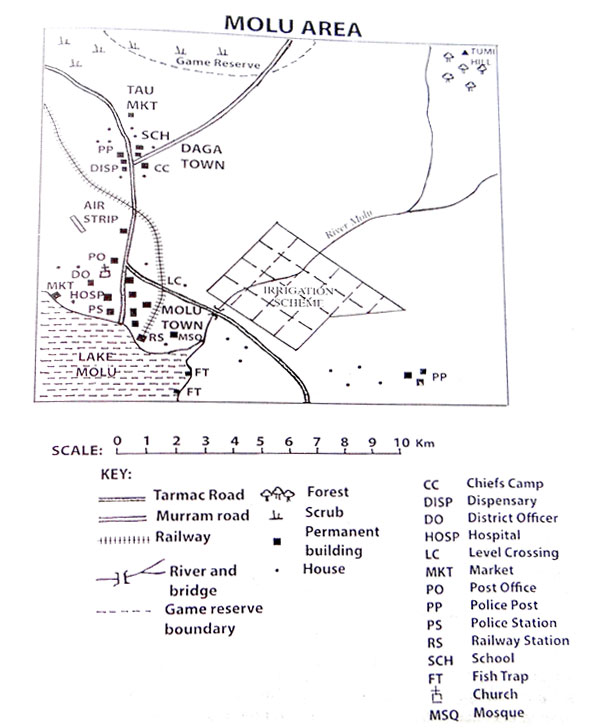 MOLU AREA
Game Reserve
TUMI
HILL
TAU
MKT
SCH
PP
DISP
CC
DAGA
TOWN
AIR
STRIP
River Molu
PO
DO
MKT
HOSP
PS
LC
IRRIGATION
SCHEME
MOLU
TOWN
RS
MSQ
LAKE
MOLU
FT
FT
PP
SCALE: 0 1 2 3 4 5 6 7 8 9 10 Km
KEY:
Tarmac Road
Murram road
Railway
River and
bridge
Game reserve
boundary
Forest
Scrub
Permanent
building
House
CC Chiefs Camp
DISP Dispensary
DO District Officer
HOSP Hospital
LC Level Crossing
MKT Market
PO Post Office
PP Police Post
PS Police Station
RS Railway Station
SCH School
FT Fish Trap
Church
MSQ Mosque